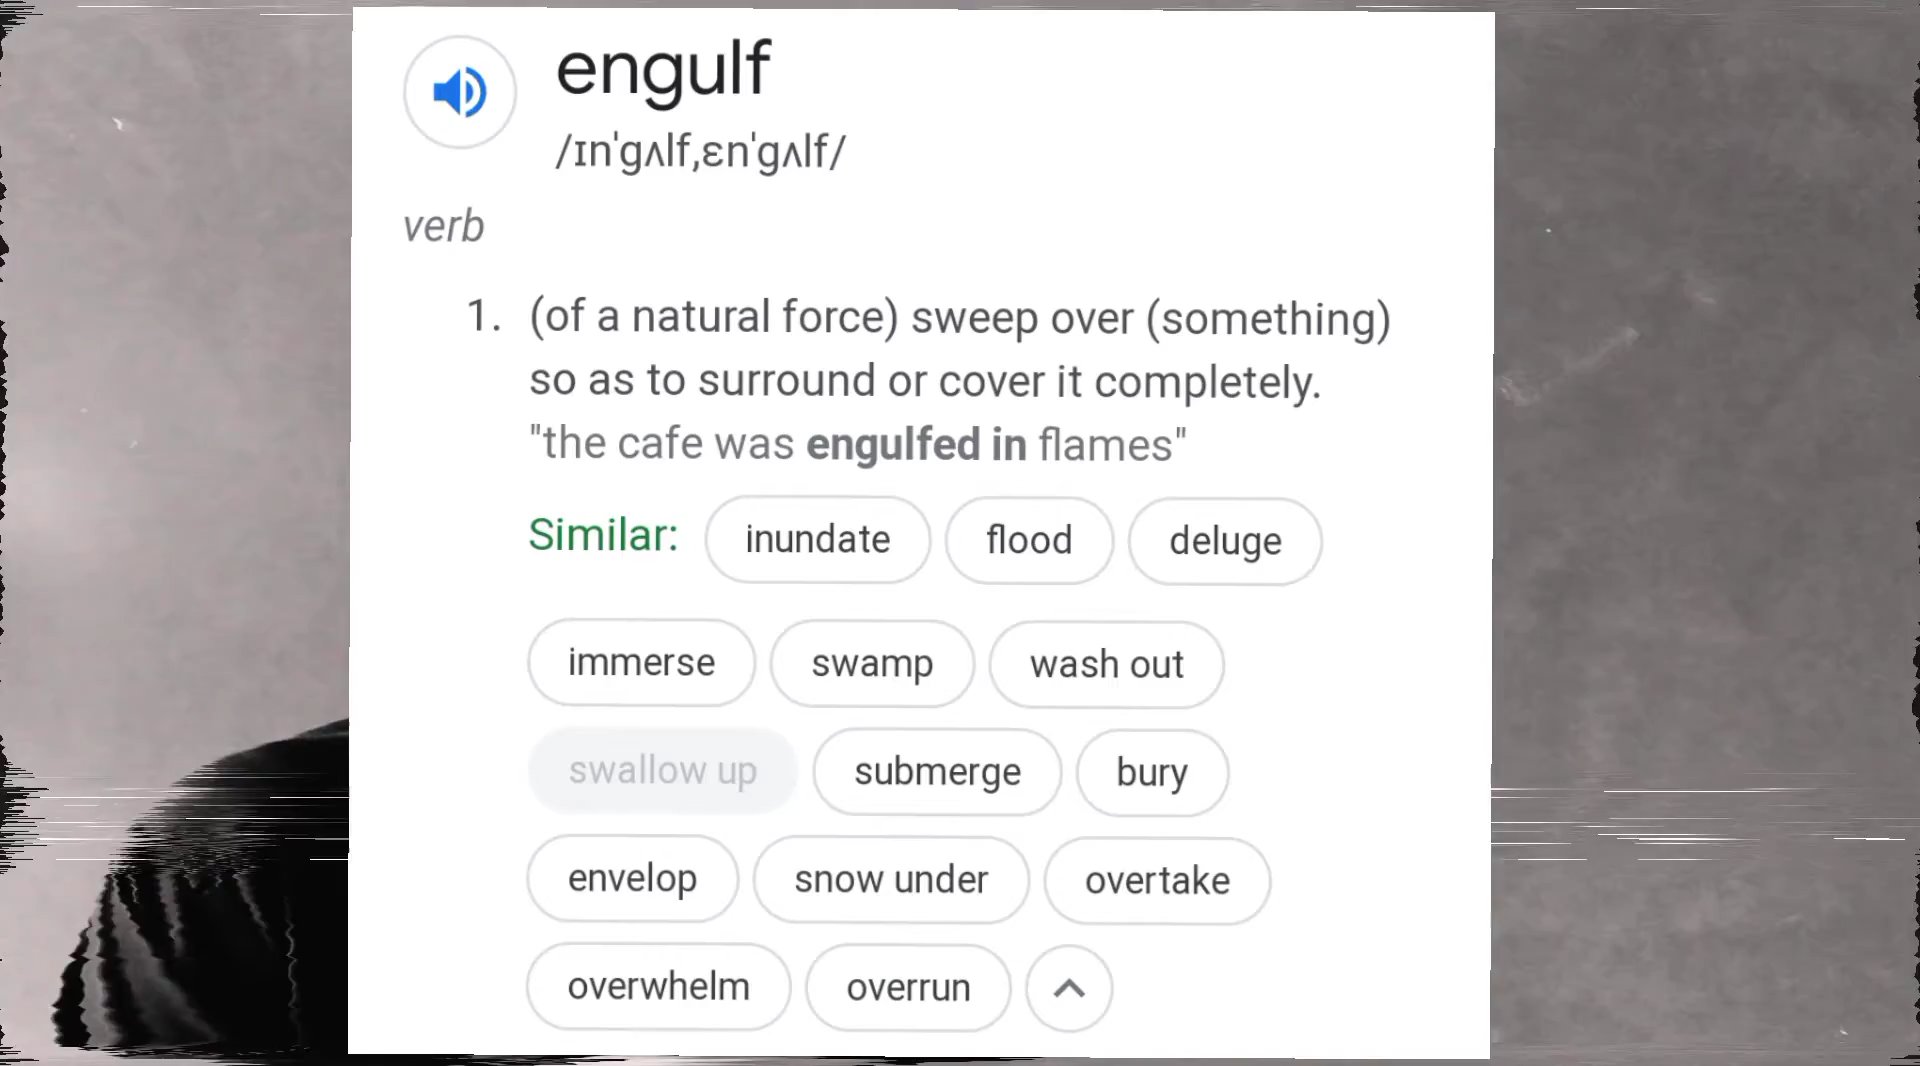 engulf
/ɪnˈɡʌlf,ɛnˈɡʌlf/
verb
1. (of a natural force) sweep over (something)
so as to surround or cover it completely.
"the cafe was engulfed in flames"
Similar: inundate flood deluge
immerse swamp wash out
swallow up submerge bury
envelop snow under overtake
overwhelm overrun